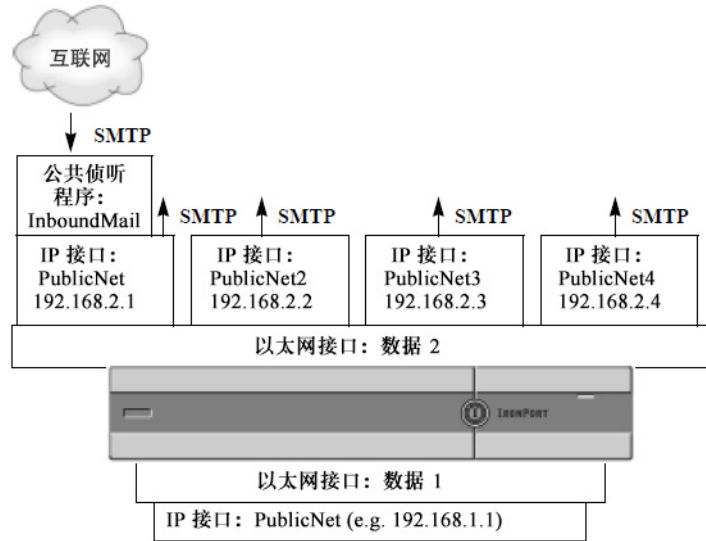 互联网
SMTP
公共侦听
程序：
InboundMail
SMTP
SMTP
SMTP
SMTP
IP 接口：
PublicNet
192.168.2.1
IP 接口：
PublicNet2
192.168.2.2
IP 接口：
PublicNet3
192.168.2.3
IP 接口：
PublicNet4
192.168.2.4
以太网接口：数据 2
IRONPORT
以太网接口：数据 1
IP 接口：PublicNet (e.g. 192.168.1.1)